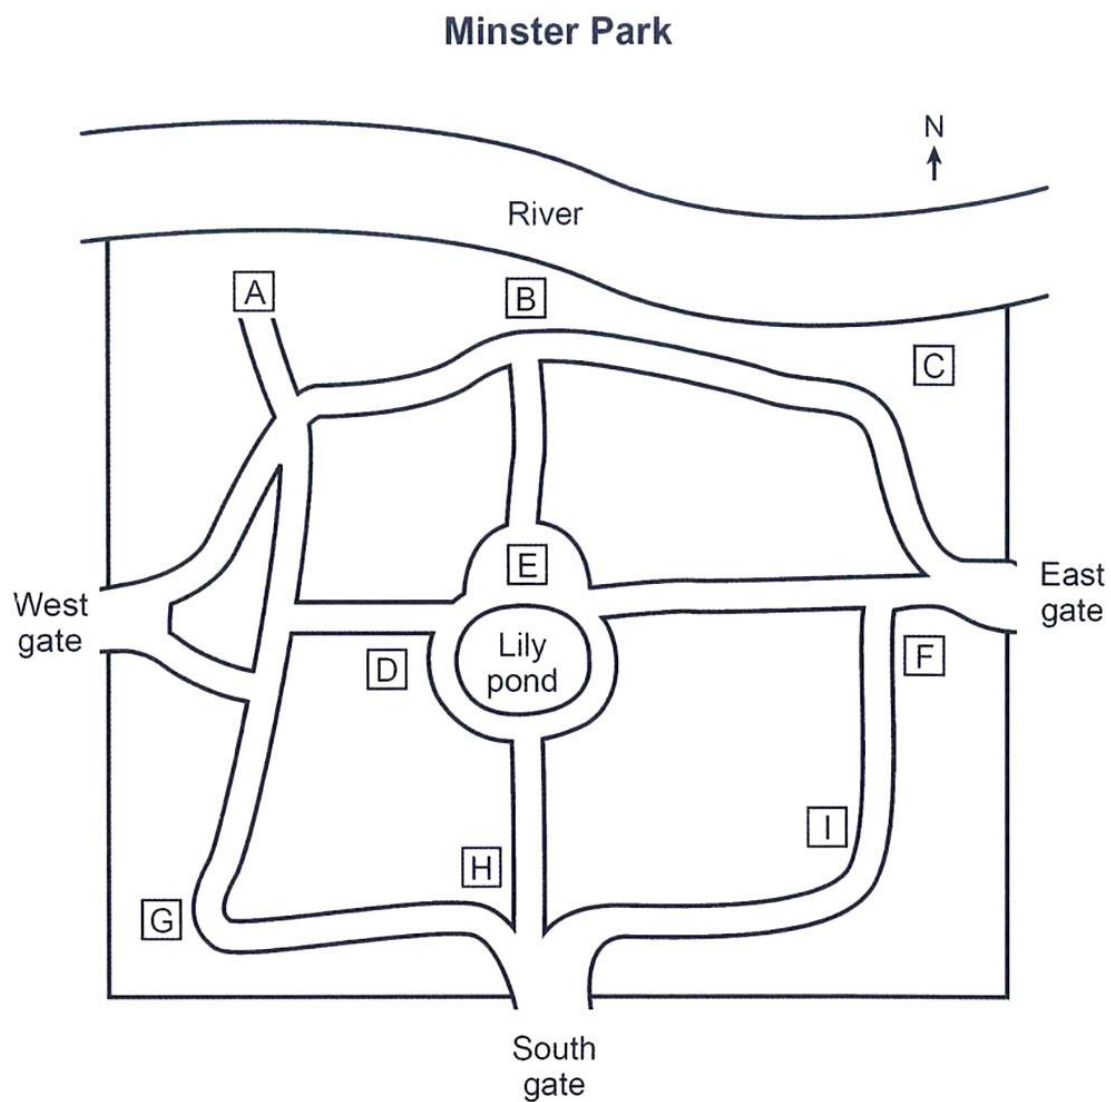 Minster Park
N
River
A
B
C
E
West
gate
East
gate
Lily
pond
D
F
I
H
G
South
gate